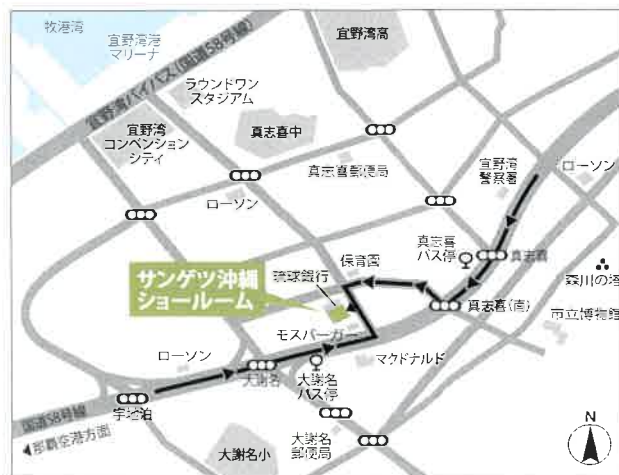 牧港湾
宜野湾港
マリーナ
宜野湾バイパス(国道58号線)
宜野湾高
ラウンドワン
スタジアム
宜野湾
コンベンション
シティ
真志喜中
真志喜郵便局
宜野湾
警察署
ローソン
ローソン
真志喜
バス停
真志喜
保育園
琉球銀行
サンゲツ沖縄
ショールーム
森川の塔
真志喜(南)
市立博物館
モスバーガー
ローソン
マクドナルド
大謝名
大謝名
バス停
宇地泊
国道58号線
那覇空港方面
大謝名小
大謝名
郵便局
N